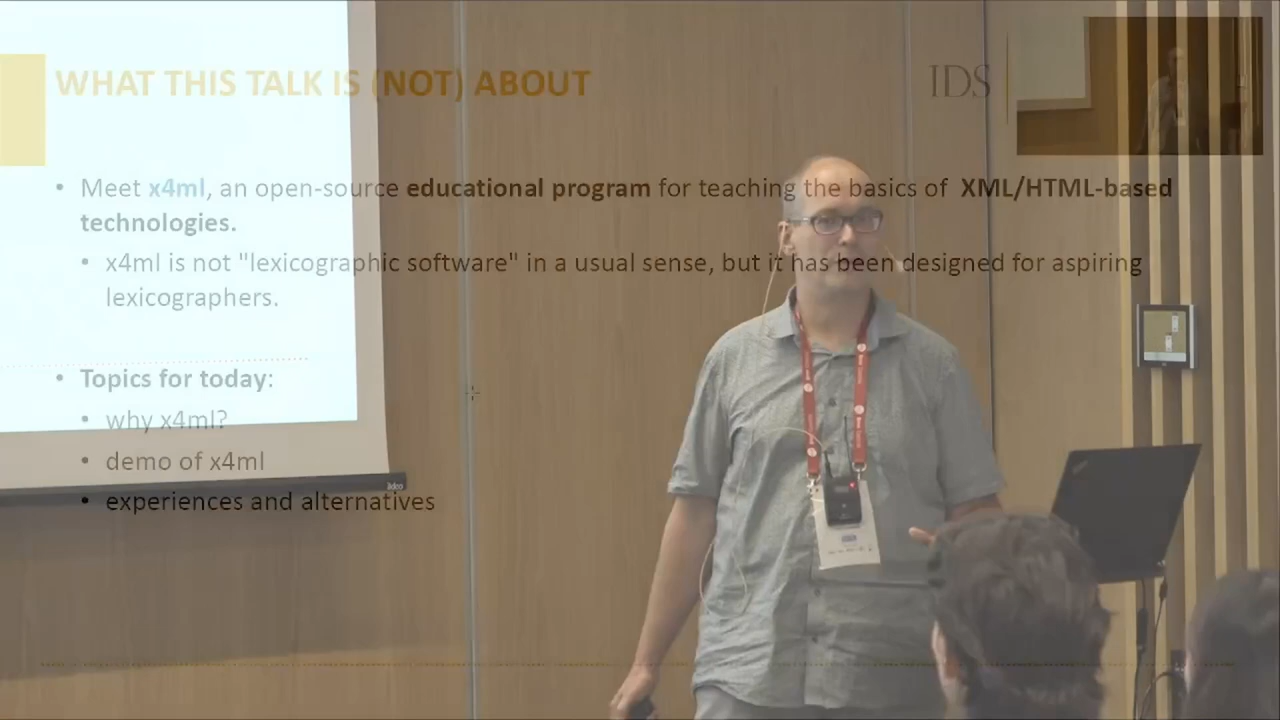 WHAT THIS TALK IS (NOT) ABOUT
IDS
• Meet x4ml, an open-source educational program for teaching the basics of XML/HTML-based
technologies.
• x4ml is not "lexicographic software" in a usual sense, but it has been designed for aspiring
lexicographers.
• Topics for today:
• why x4ml?
• demo of x4ml
• experiences and alternatives